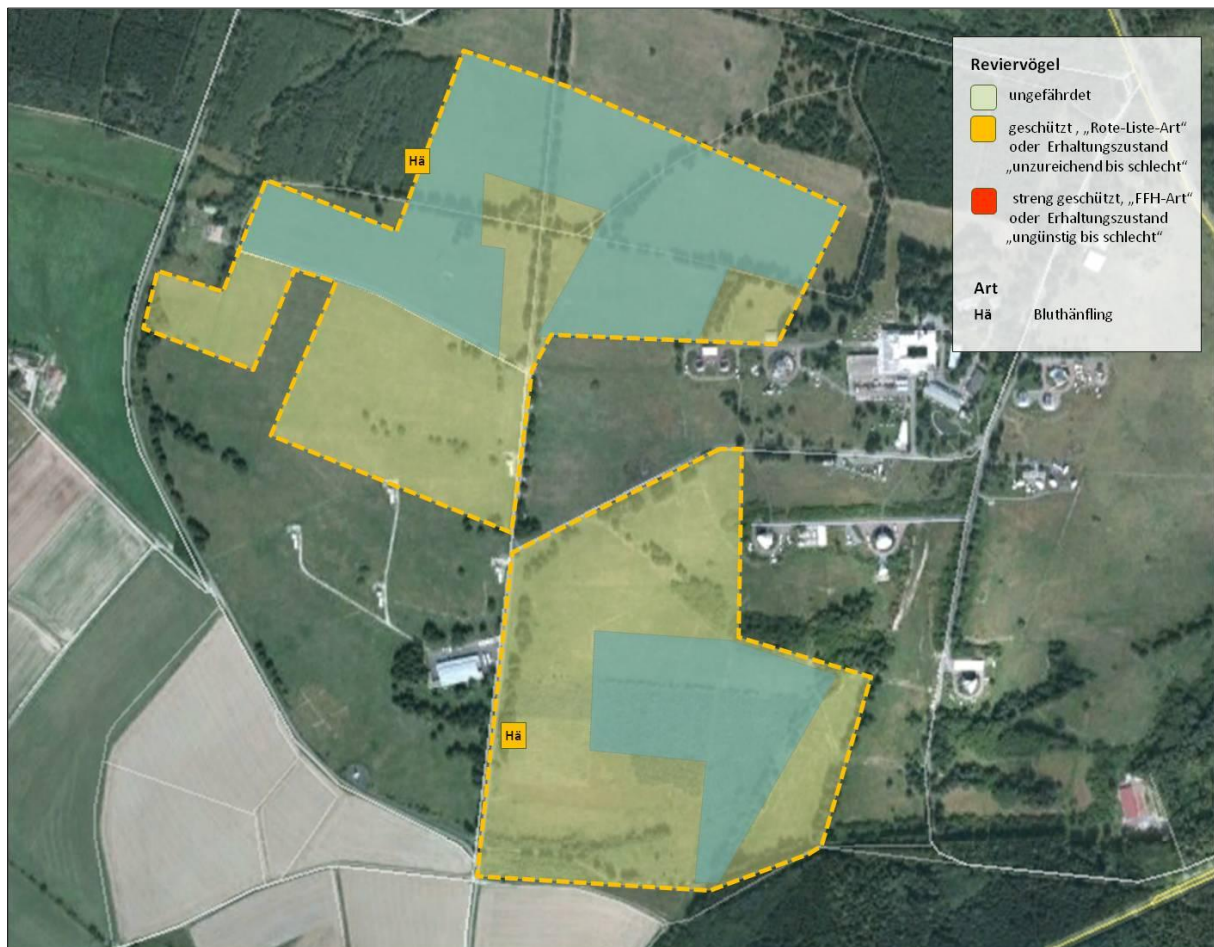 Reviervögel
ungefährdet
geschützt , „Rote-Liste-Art“
oder Erhaltungszustand
„unzureichend bis schlecht“
streng geschützt, „FFH-Art“
oder Erhaltungszustand
„ungünstig bis schlecht“
Art
Hä Bluthänfling
Hä
Hä